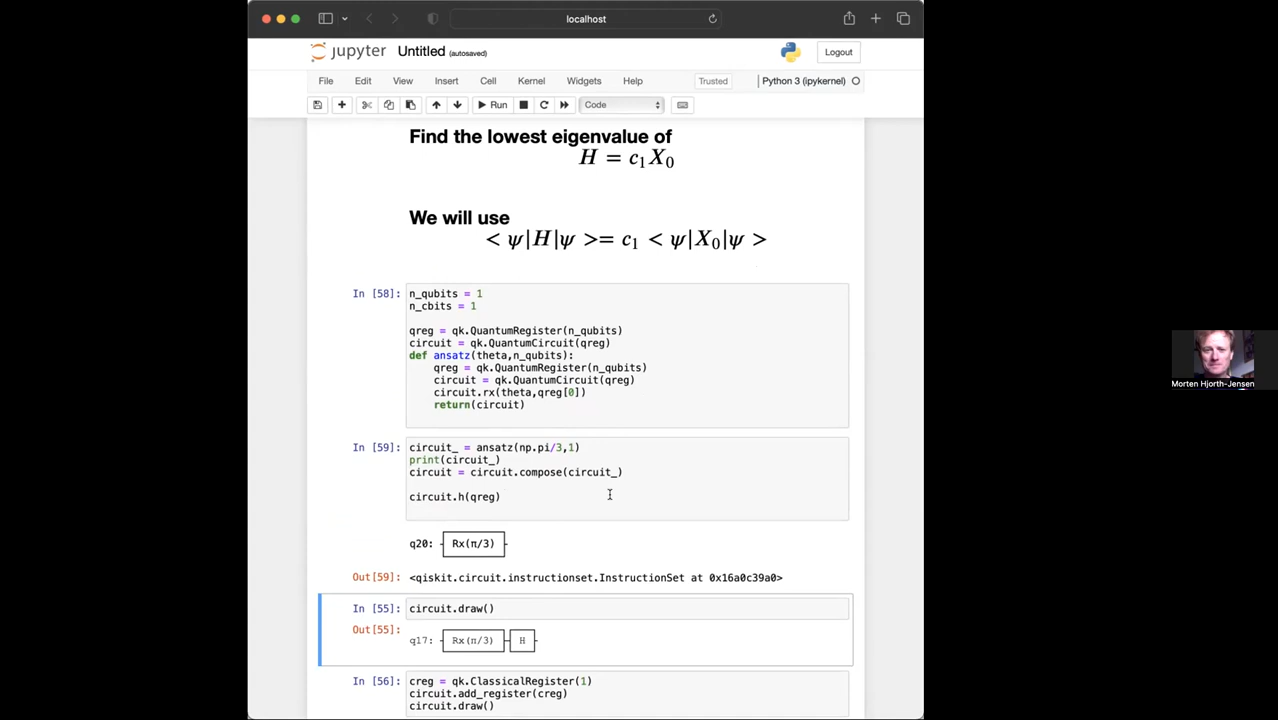 localhost
jupyter Untitled (autosaved)
Logout
File Edit View Insert Cell Kernel Widgets Help Trusted Python 3 (ipykernel)
Run Code
Find the lowest eigenvalue of
H = c₁X₀
We will use
< ψ|H|ψ >= c₁ < ψ|X₀|ψ >
In [58]: n_qubits = 1
n_cbits = 1
qreg = qk.QuantumRegister(n_qubits)
circuit = qk.QuantumCircuit(qreg)
def ansatz(theta,n_qubits):
qreg = qk.QuantumRegister(n_qubits)
circuit = qk.QuantumCircuit(qreg)
circuit.rx(theta,qreg[0])
return(circuit)
In [59]: circuit_ = ansatz(np.pi/3,1)
print(circuit_)
circuit = circuit.compose(circuit_)
circuit.h(qreg)
q20: Rx(π/3)
Out[59]: <qiskit.circuit.instructionset.InstructionSet at 0x16a0c39a0>
In [55]: circuit.draw()
Out[55]:
q17: Rx(π/3) H
In [56]: creg = qk.ClassicalRegister(1)
circuit.add_register(creg)
circuit.draw()
Morten Hjorth-Jensen